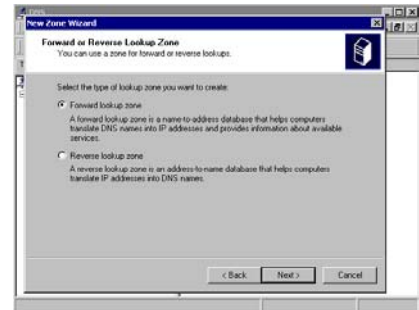 DNS
New Zone Wizard
Forward or Reverse Lookup Zone
You can use a zone for forward or reverse lookups.
Select the type of lookup zone you want to create:
Forward lookup zone
A forward lookup zone is a name-to-address database that helps computers
translate DNS names into IP addresses and provides information about available
services.
Reverse lookup zone
A reverse lookup zone is an address-to-name database that helps computers
translate IP addresses into DNS names.
< Back
Next >
Cancel